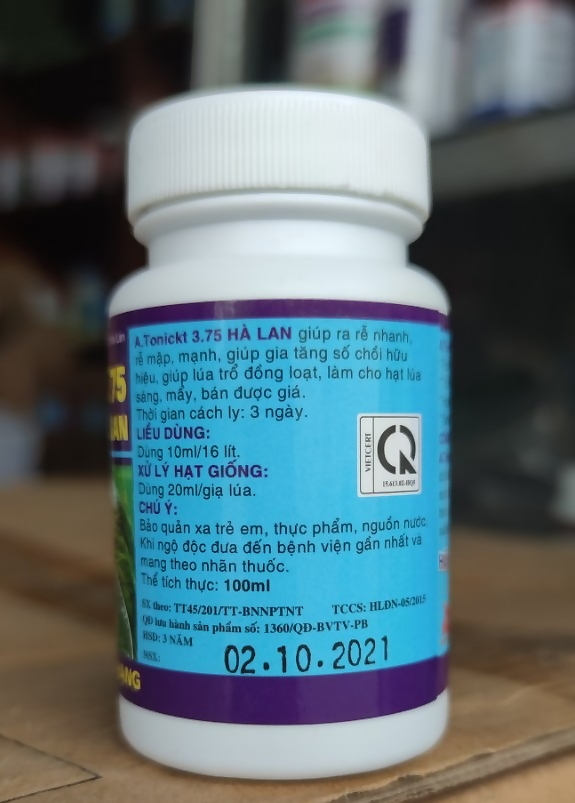 A.Tonickt 3.75 HÀ LAN giúp ra rễ nhanh,
rễ mập, mạnh, giúp gia tăng số chồi hữu
hiệu, giúp lúa trổ đồng loạt, làm cho hạt lúa
sáng, mẩy, bán được giá.
Thời gian cách ly: 3 ngày.
LIỀU DÙNG:
Dùng 10ml/16 lít.
XỬ LÝ HẠT GIỐNG:
Dùng 20ml/giạ lúa.
CHÚ Ý:
Bảo quản xa trẻ em, thực phẩm, nguồn nước.
Khi ngộ độc đưa đến bệnh viện gần nhất và
mang theo nhãn thuốc.
Thể tích thực: 100ml
SX theo: TT45/201/TT-BNNPTNT TCCS: HLDN-05/2015
QĐ lưu hành sản phẩm số: 1360/QĐ-BVTV-PB
HSD: 3 NĂM
NSX: 02.10.2021
VIETCERT
75